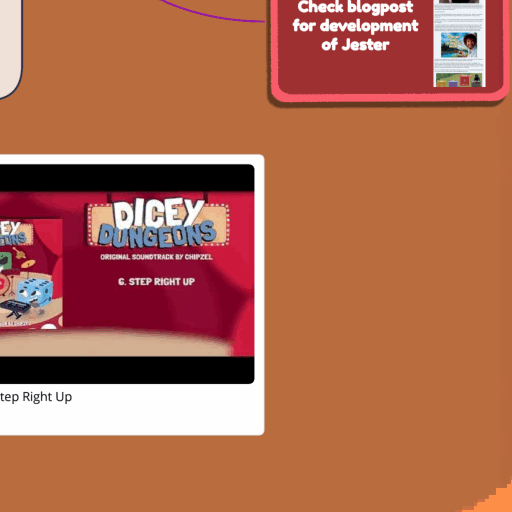 Check blogpost
for development
of Jester
DICEY
DUNGEONS
ORIGINAL SOUNDTRACK BY CHIPZEL
6. STEP RIGHT UP
EY
tep Right Up